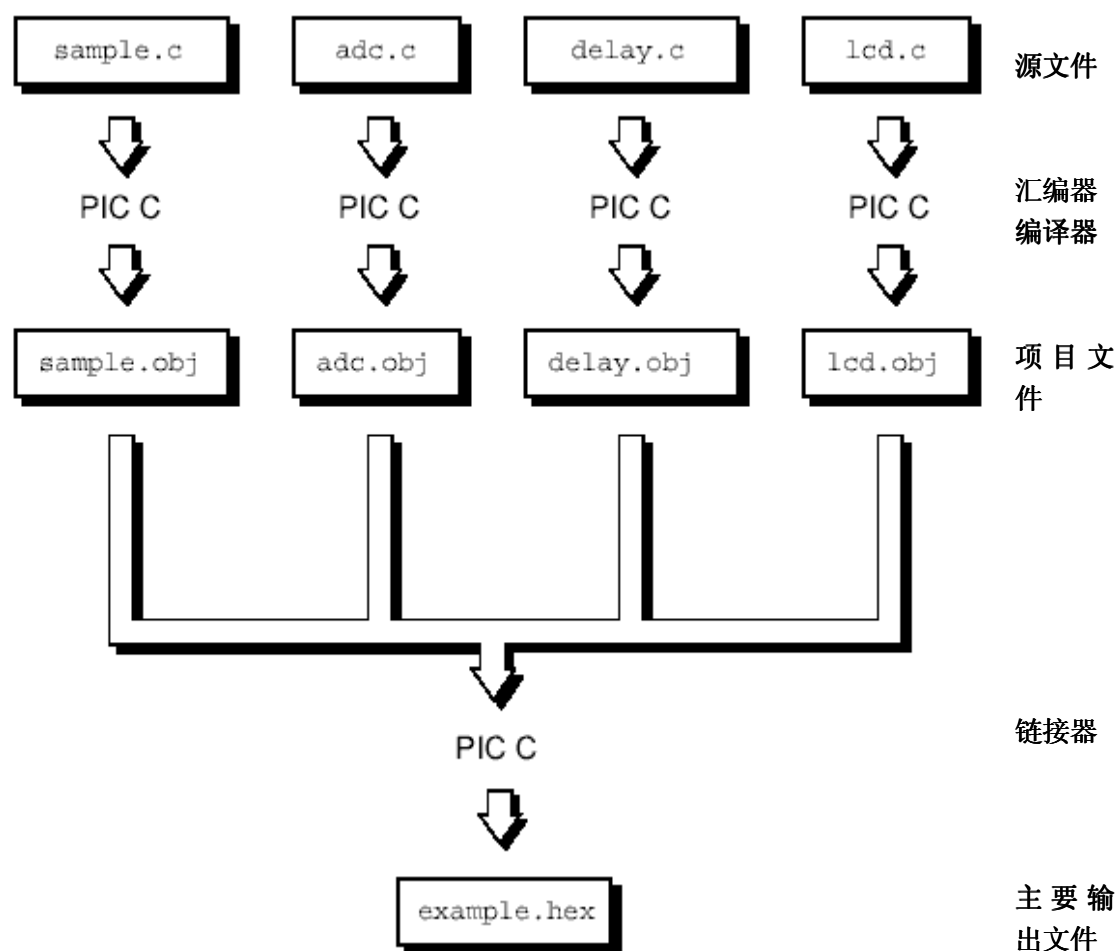 sample.c
adc.c
delay.c
lcd.c
源文件
PIC C
PIC C
PIC C
PIC C
汇编器
编译器
sample.obj
adc.obj
delay.obj
lcd.obj
项目文
件
PIC C
链接器
example.hex
主要输
出文件